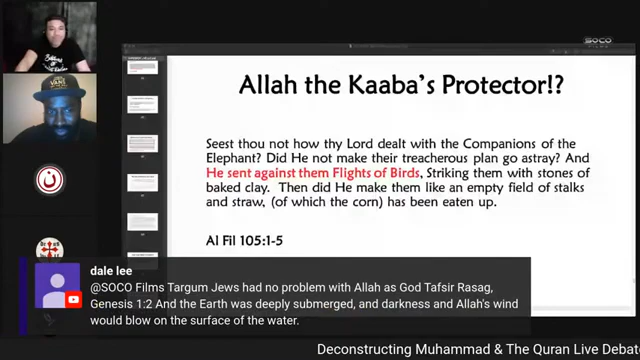 SOCO
Allah the Kaaba's Protector!?
Seest thou not how thy Lord dealt with the Companions of the
Elephant? Did He not make their treacherous plan go astray? And
He sent against them Flights of Birds, Striking them with stones of
baked clay. Then did He make them like an empty field of stalks
and straw, (of which the corn) has been eaten up.
Al Fil 105:1-5
VANS
dale lee
@SOCO Films Targum Jews had no problem with Allah as God Tafsir Rasag,
Genesis 1:2 And the Earth was deeply submerged, and darkness and Allah's wind
would blow on the surface of the water.
Deconstructing Muhammad & The Quran Live Debate